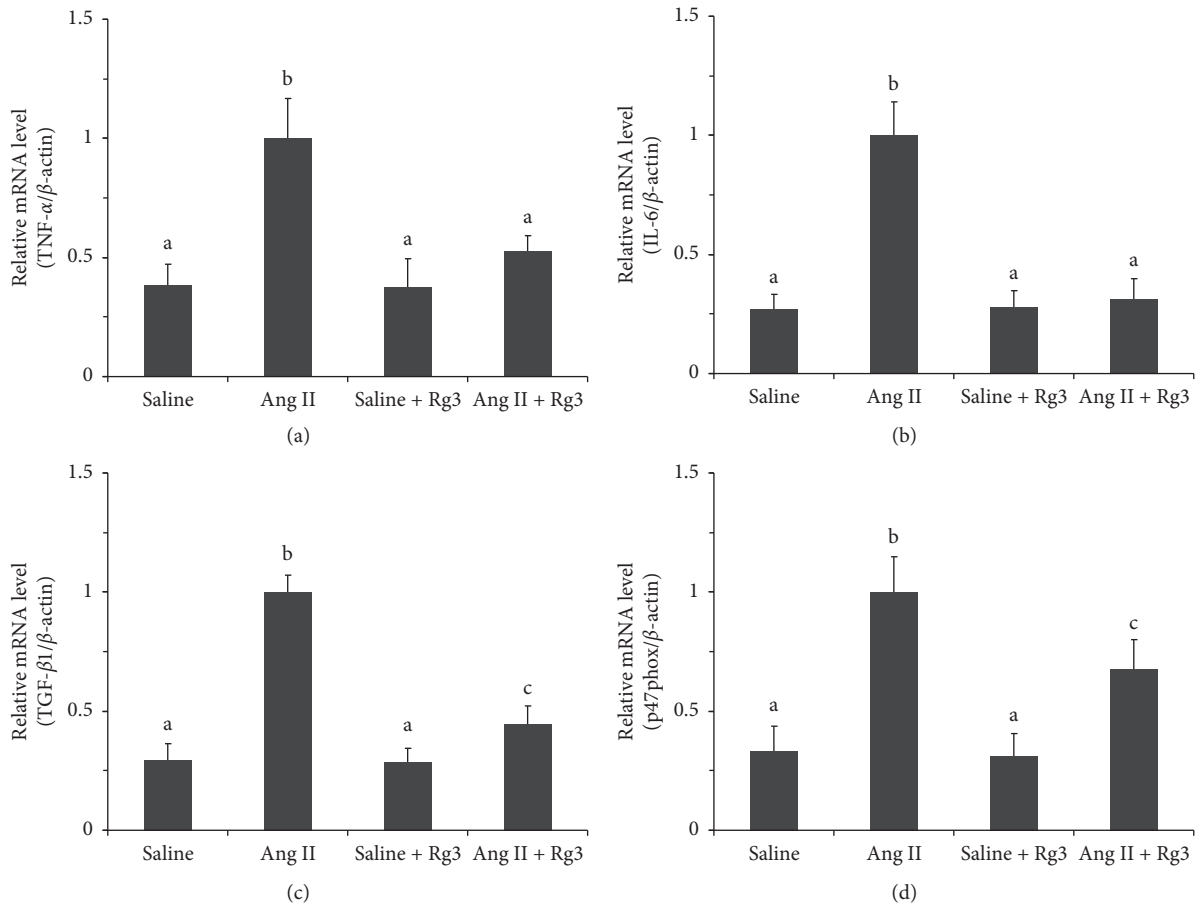 Relative mRNA level
(TNF-α/β-actin)
1.5
1
0.5
0
a
b
a
a
Saline
Ang II
Saline + Rg3
Ang II + Rg3
(a)
Relative mRNA level
(IL-6/β-actin)
1.5
1
0.5
0
a
b
a
a
Saline
Ang II
Saline + Rg3
Ang II + Rg3
(b)
Relative mRNA level
(TGF-β1/β-actin)
1.5
1
0.5
0
a
b
a
c
Saline
Ang II
Saline + Rg3
Ang II + Rg3
(c)
Relative mRNA level
(p47phox/β-actin)
1.5
1
0.5
0
a
b
a
c
Saline
Ang II
Saline + Rg3
Ang II + Rg3
(d)